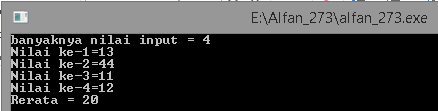 E:\Alfan_273\alfan_273.exe
banyaknya nilai input = 4
Nilai ke-1=13
Nilai ke-2=44
Nilai ke-3=11
Nilai ke-4=12
Rerata = 20